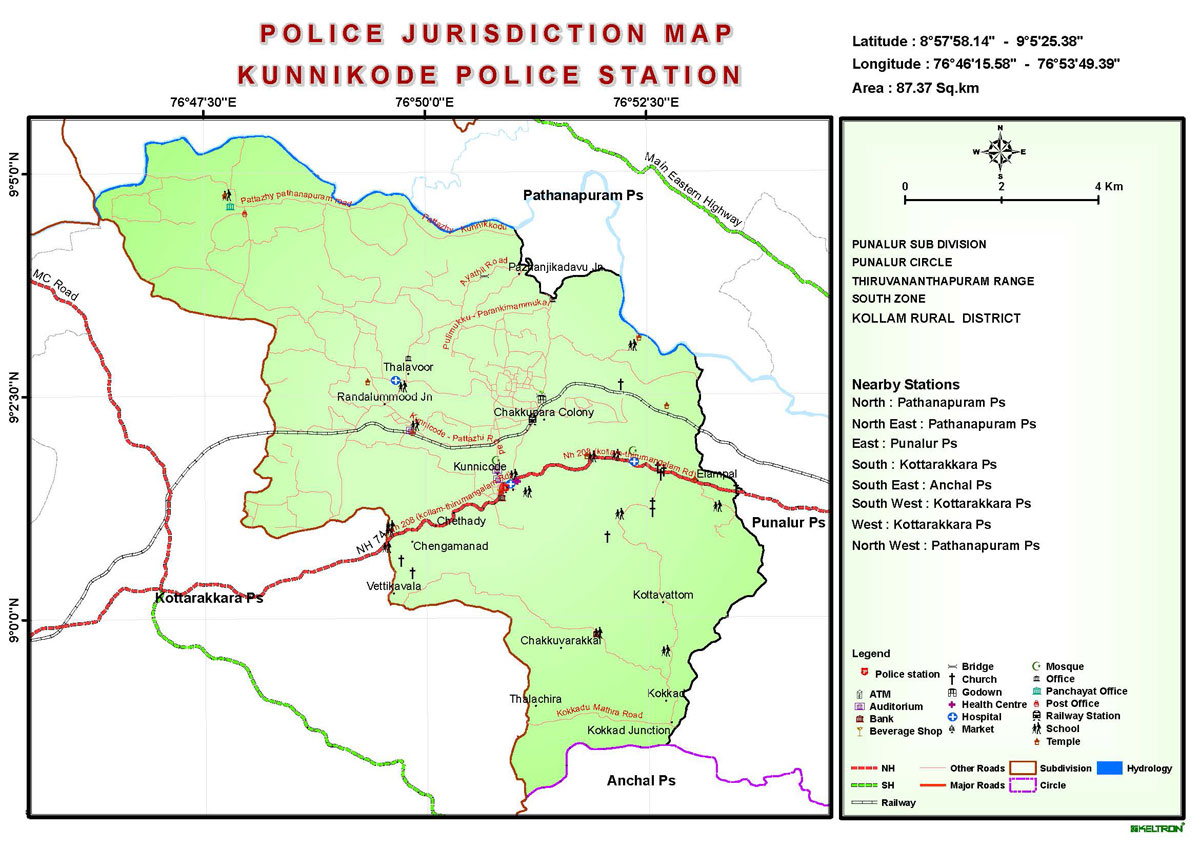 POLICE JURISDICTION MAP
KUNNIKODE POLICE STATION
Latitude : 8°57'58.14" - 9°5'25.38"
Longitude : 76°46'15.58" - 76°53'49.39"
Area : 87.37 Sq.km
76°47'30"E
76°50'0"E
76°52'30"E
9°5'0"N
9°2'30"N
9°0'0"N
Main Eastern Highway
Pathanapuram Ps
Pattazhy pathanapuram road
Pattazhy Kunnikkodu
Ayathil Road
Pazhanjikadavu Jn
MC Road
Pulimukku - Parankimammukal
Thalavoor
Randalummood Jn
Chakkupara Colony
Kunnicode - Pattazhi Road
Kunnicode
Nh 208 (kollam-thirumangalam Rd)
Elampal
Nh 208 (kollam-thirumangalam
Chethady
Punalur Ps
NH 74
Chengamanad
Vettikavala
Kottarakkara Ps
Kottavattom
Chakkuvarakkal
Thalachira
Kokkad
Kokkadu Mathra Road
Kokkad Junction
Anchal Ps
N
W
E
S
0
2
4 Km
PUNALUR SUB DIVISION
PUNALUR CIRCLE
THIRUVANANTHAPURAM RANGE
SOUTH ZONE
KOLLAM RURAL DISTRICT
Nearby Stations
North : Pathanapuram Ps
North East : Pathanapuram Ps
East : Punalur Ps
South : Kottarakkara Ps
South East : Anchal Ps
South West : Kottarakkara Ps
West : Kottarakkara Ps
North West : Pathanapuram Ps
Legend
Police station
ATM
Auditorium
Bank
Beverage Shop
Bridge
Church
Godown
Health Centre
Hospital
Market
Mosque
Office
Panchayat Office
Post Office
Railway Station
School
Temple
NH
Other Roads
Subdivision
Hydrology
SH
Major Roads
Circle
Railway
KELTRON